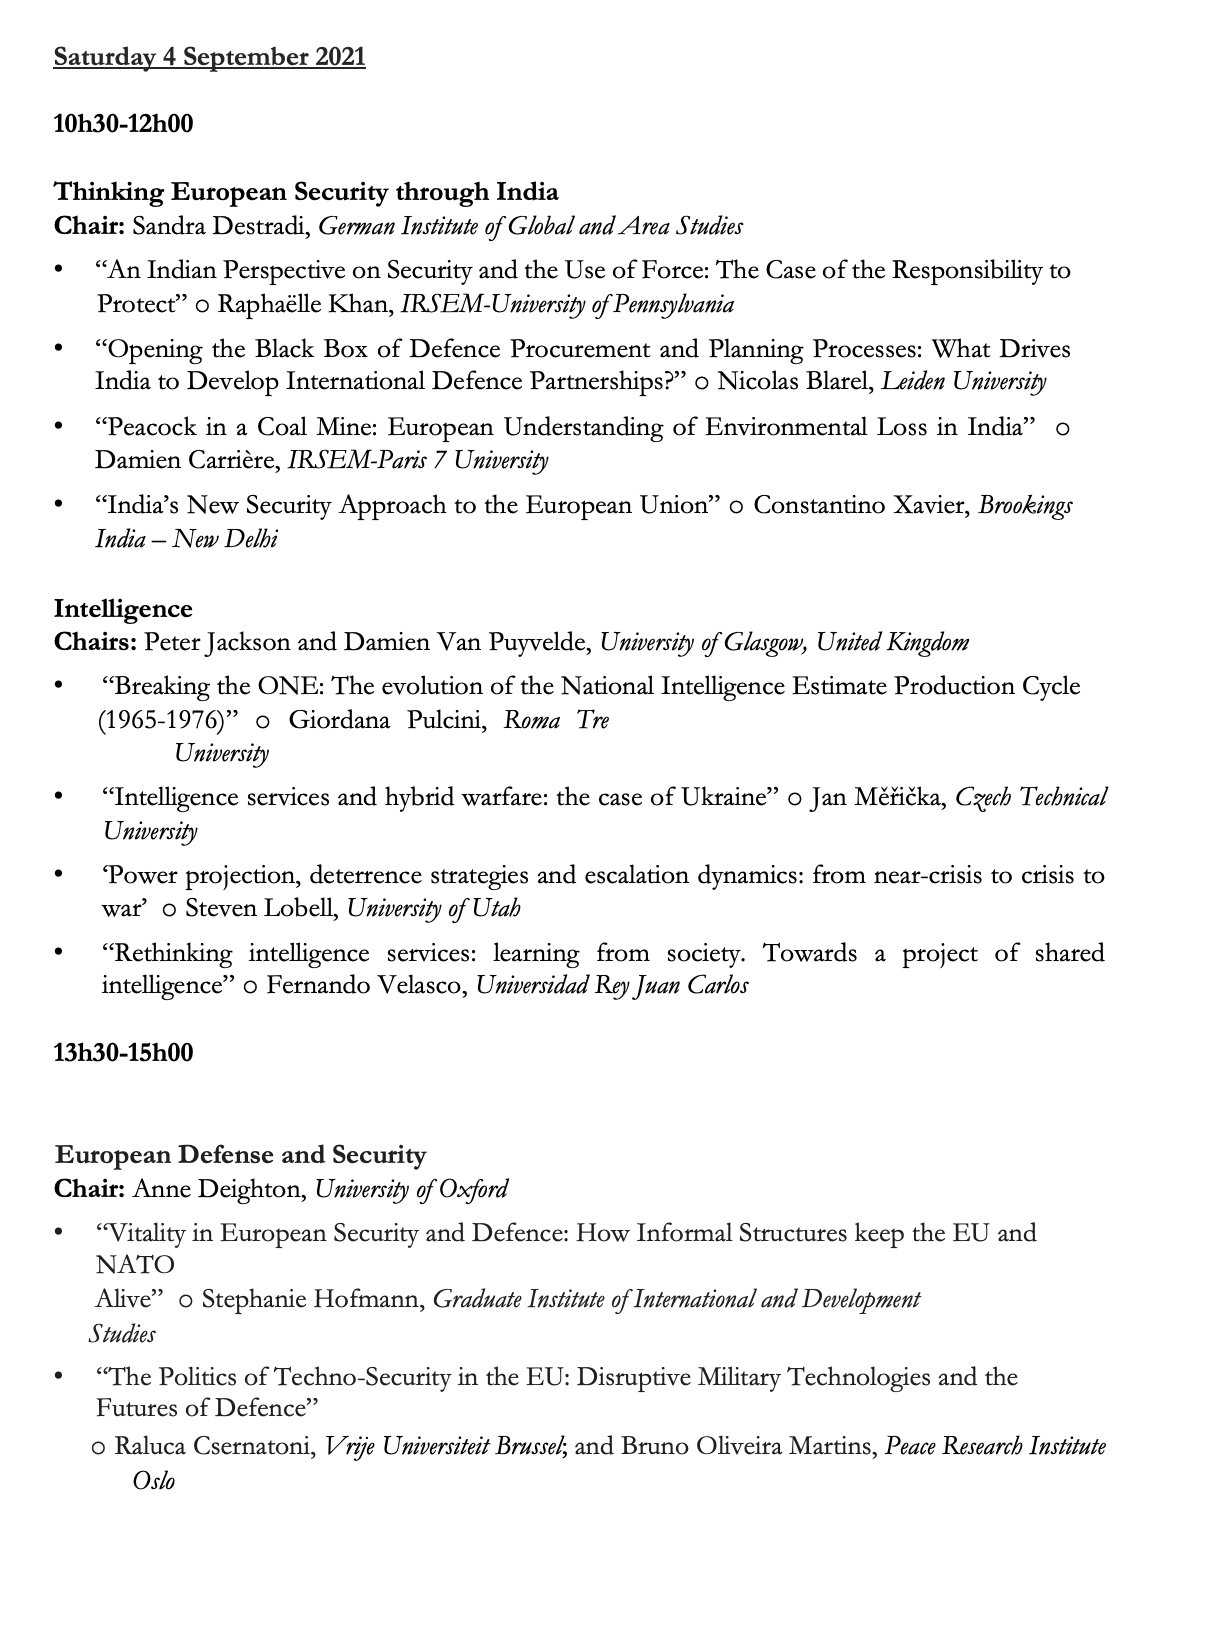 Saturday 4 September 2021
10h30-12h00
Thinking European Security through India
Chair: Sandra Destradi, German Institute of Global and Area Studies
• “An Indian Perspective on Security and the Use of Force: The Case of the Responsibility to
Protect” o Raphaëlle Khan, IRSEM-University of Pennsylvania
• “Opening the Black Box of Defence Procurement and Planning Processes: What Drives
India to Develop International Defence Partnerships?” o Nicolas Blarel, Leiden University
• “Peacock in a Coal Mine: European Understanding of Environmental Loss in India” o
Damien Carrière, IRSEM-Paris 7 University
• “India’s New Security Approach to the European Union” o Constantino Xavier, Brookings
India – New Delhi
Intelligence
Chairs: Peter Jackson and Damien Van Puyvelde, University of Glasgow, United Kingdom
• “Breaking the ONE: The evolution of the National Intelligence Estimate Production Cycle
(1965-1976)” o Giordana Pulcini, Roma Tre
University
• “Intelligence services and hybrid warfare: the case of Ukraine” o Jan Měřička, Czech Technical
University
• ‘Power projection, deterrence strategies and escalation dynamics: from near-crisis to crisis to
war’ o Steven Lobell, University of Utah
• “Rethinking intelligence services: learning from society. Towards a project of shared
intelligence” o Fernando Velasco, Universidad Rey Juan Carlos
13h30-15h00
European Defense and Security
Chair: Anne Deighton, University of Oxford
• “Vitality in European Security and Defence: How Informal Structures keep the EU and
NATO
Alive” o Stephanie Hofmann, Graduate Institute of International and Development
Studies
• “The Politics of Techno-Security in the EU: Disruptive Military Technologies and the
Futures of Defence”
o Raluca Csernatoni, Vrije Universiteit Brussel; and Bruno Oliveira Martins, Peace Research Institute
Oslo